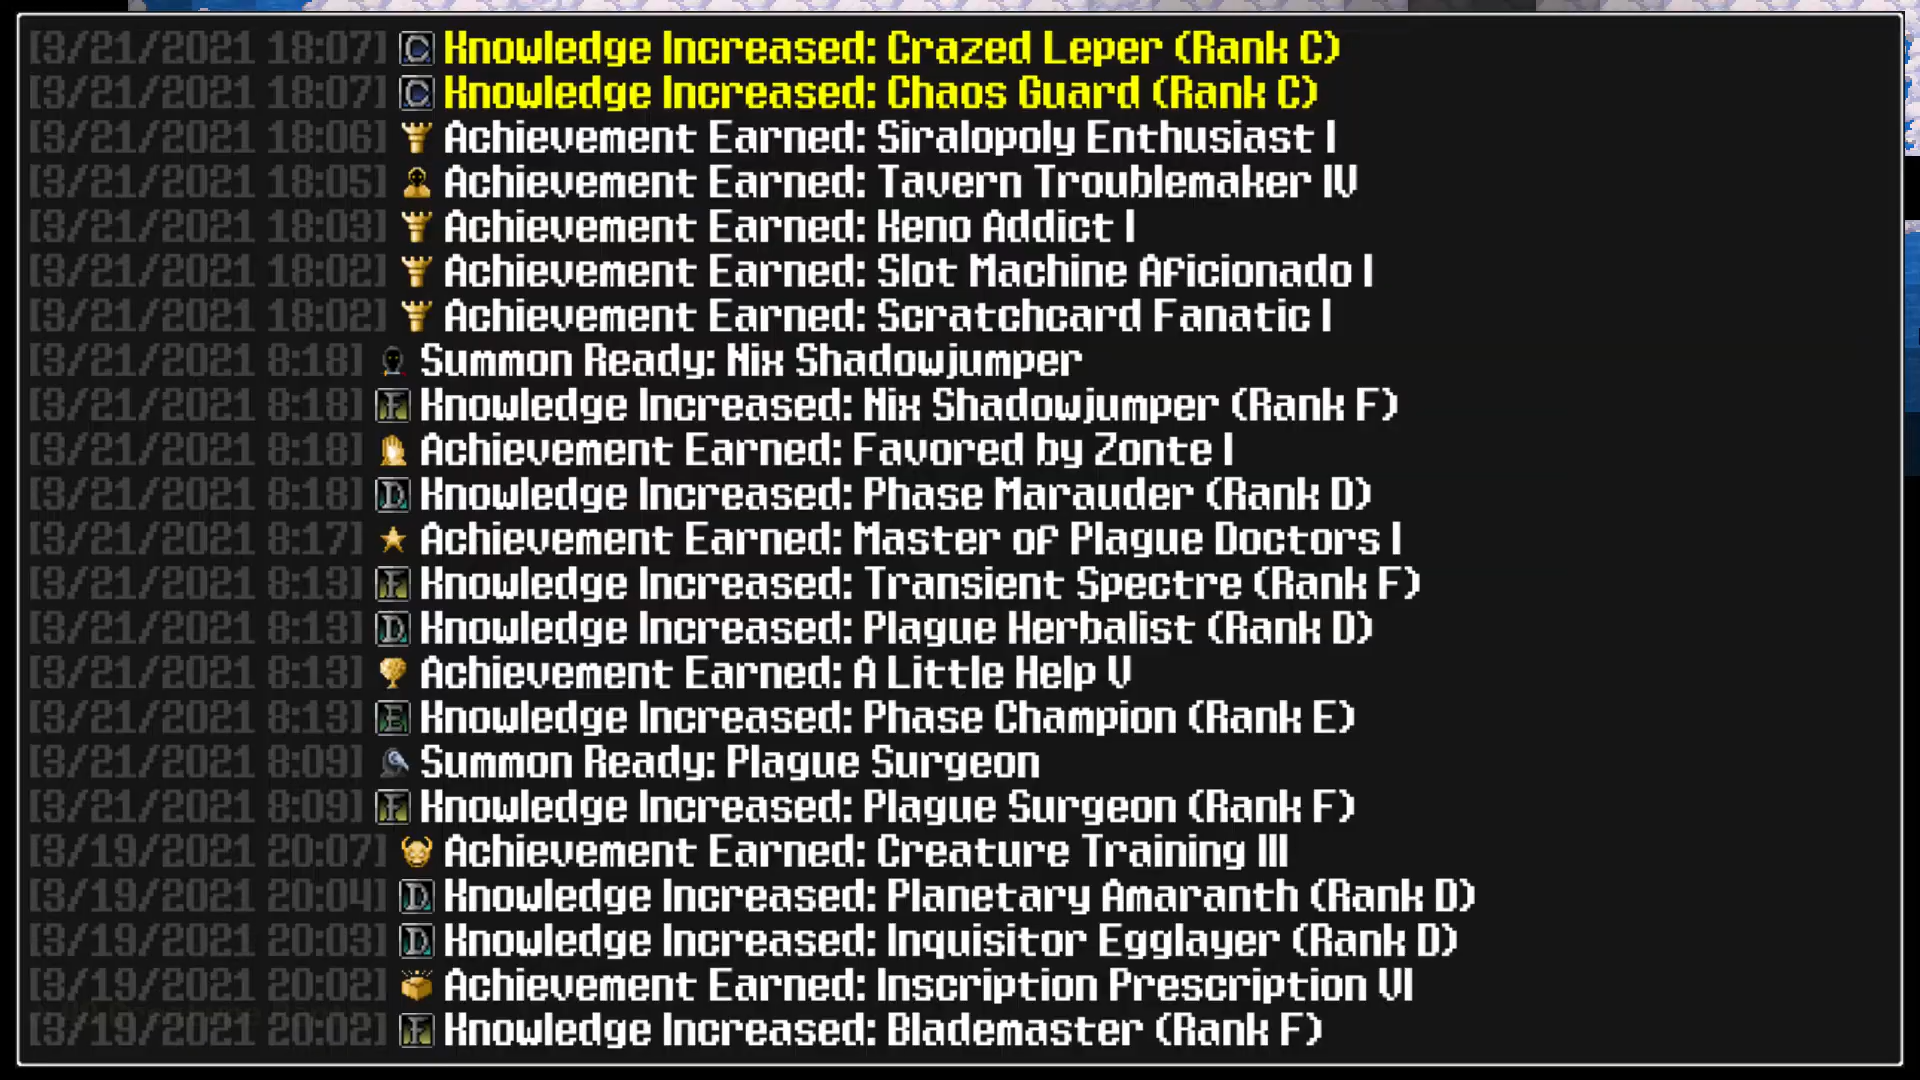 [3/21/2021 18:07] C Knowledge Increased: Crazed Leper (Rank C)
[3/21/2021 18:07] C Knowledge Increased: Chaos Guard (Rank C)
[3/21/2021 18:06] Achievement Earned: Siralopoly Enthusiast I
[3/21/2021 18:05] Achievement Earned: Tavern Troublemaker IV
[3/21/2021 18:03] Achievement Earned: Keno Addict I
[3/21/2021 18:02] Achievement Earned: Slot Machine Aficionado I
[3/21/2021 18:02] Achievement Earned: Scratchcard Fanatic I
[3/21/2021 8:18] Summon Ready: Nix Shadowjumper
[3/21/2021 8:18] F Knowledge Increased: Nix Shadowjumper (Rank F)
[3/21/2021 8:18] Achievement Earned: Favored by Zonte I
[3/21/2021 8:18] D Knowledge Increased: Phase Marauder (Rank D)
[3/21/2021 8:17] Achievement Earned: Master of Plague Doctors I
[3/21/2021 8:13] F Knowledge Increased: Transient Spectre (Rank F)
[3/21/2021 8:13] D Knowledge Increased: Plague Herbalist (Rank D)
[3/21/2021 8:13] Achievement Earned: A Little Help V
[3/21/2021 8:13] E Knowledge Increased: Phase Champion (Rank E)
[3/21/2021 8:09] Summon Ready: Plague Surgeon
[3/21/2021 8:09] F Knowledge Increased: Plague Surgeon (Rank F)
[3/19/2021 20:07] Achievement Earned: Creature Training III
[3/19/2021 20:04] D Knowledge Increased: Planetary Amaranth (Rank D)
[3/19/2021 20:03] D Knowledge Increased: Inquisitor Egglayer (Rank D)
[3/19/2021 20:02] Achievement Earned: Inscription Prescription VI
[3/19/2021 20:02] F Knowledge Increased: Blademaster (Rank F)